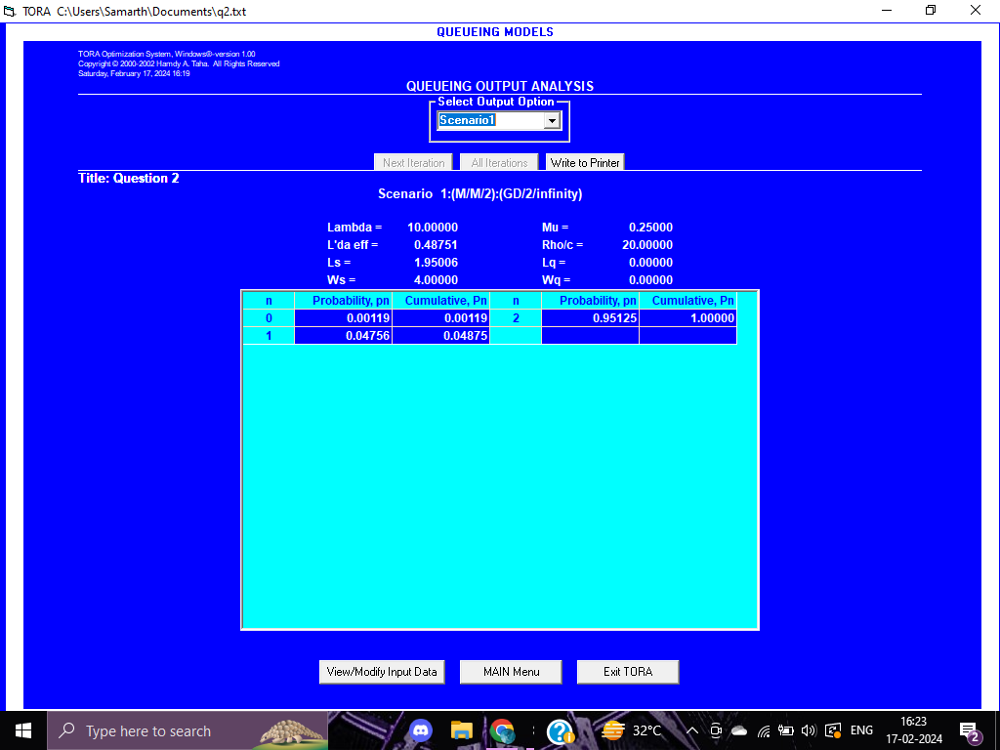 TORA C:\Users\Samarth\Documents\q2.txt
QUEUEING MODELS
TORA Optimization System, Windows®-version 1.00
Copyright © 2000-2002 Hamdy A. Taha. All Rights Reserved
Saturday, February 17, 2024 16:19
QUEUEING OUTPUT ANALYSIS
Select Output Option
Scenario1
Next Iteration All Iterations Write to Printer
Title: Question 2
Scenario 1:(M/M/2):(GD/2/infinity)
Lambda = 10.00000 Mu = 0.25000
L'da eff = 0.48751 Rho/c = 20.00000
Ls = 1.95006 Lq = 0.00000
Ws = 4.00000 Wq = 0.00000
n Probability, pn Cumulative, Pn n Probability, pn Cumulative, Pn
0 0.00119 0.00119 2 0.95125 1.00000
1 0.04756 0.04875
View/Modify Input Data MAIN Menu Exit TORA
Type here to search 32°C ENG 16:23
17-02-2024 2